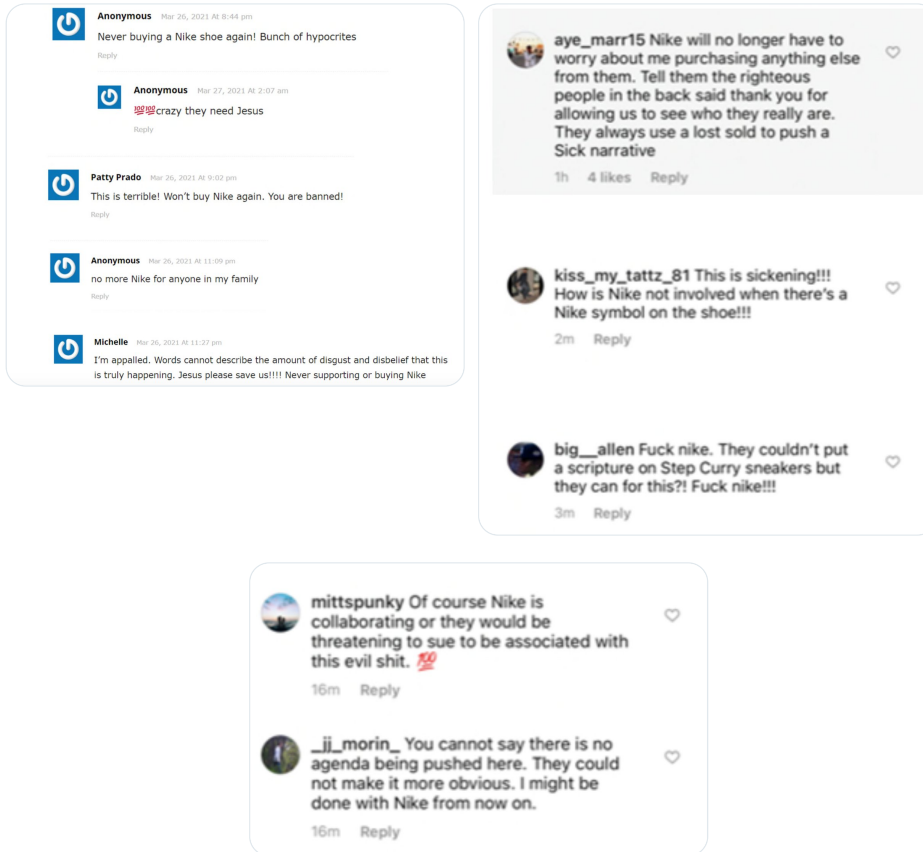 Anonymous Mar 26, 2021 At 8:44 pm
Never buying a Nike shoe again! Bunch of hypocrites
Reply
Anonymous Mar 27, 2021 At 2:07 am
💯💯crazy they need Jesus
Reply
Patty Prado Mar 26, 2021 At 9:02 pm
This is terrible! Won’t buy Nike again. You are banned!
Reply
Anonymous Mar 26, 2021 At 11:09 pm
no more Nike for anyone in my family
Reply
Michelle Mar 26, 2021 At 11:27 pm
I’m appalled. Words cannot describe the amount of disgust and disbelief that this
is truly happening. Jesus please save us!!!! Never supporting or buying Nike
aye_marr15 Nike will no longer have to
worry about me purchasing anything else
from them. Tell them the righteous
people in the back said thank you for
allowing us to see who they really are.
They always use a lost sold to push a
Sick narrative
1h 4 likes Reply
kiss_my_tattz_81 This is sickening!!!
How is Nike not involved when there’s a
Nike symbol on the shoe!!!
2m Reply
big__allen Fuck nike. They couldn’t put
a scripture on Step Curry sneakers but
they can for this?! Fuck nike!!!
3m Reply
mittspunky Of course Nike is
collaborating or they would be
threatening to sue to be associated with
this evil shit. 💯
16m Reply
_jj_morin_ You cannot say there is no
agenda being pushed here. They could
not make it more obvious. I might be
done with Nike from now on.
16m Reply